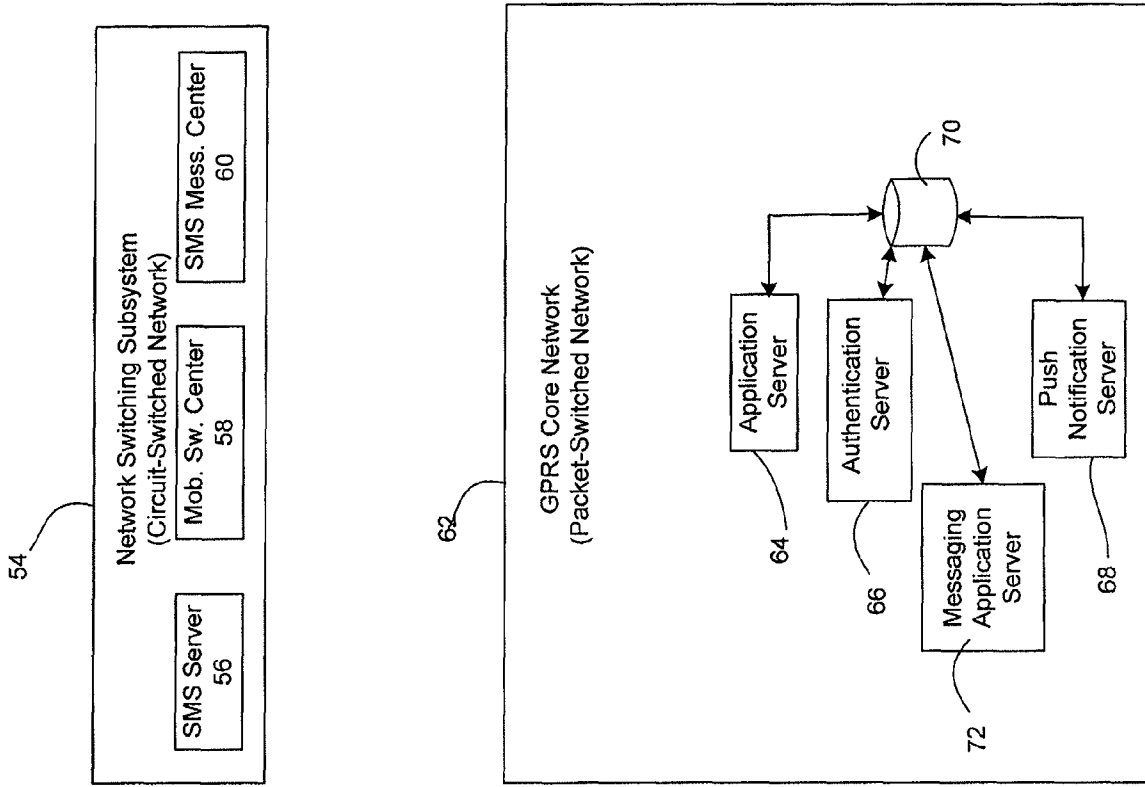 54
Network Switching Subsystem
(Circuit-Switched Network)
SMS Server
56
Mob. Sw. Center
58
SMS Mess. Center
60
62
GPRS Core Network
(Packet-Switched Network)
Application
Server
64
Authentication
Server
66
Messaging
Application
Server
72
Push
Notification
Server
68
70